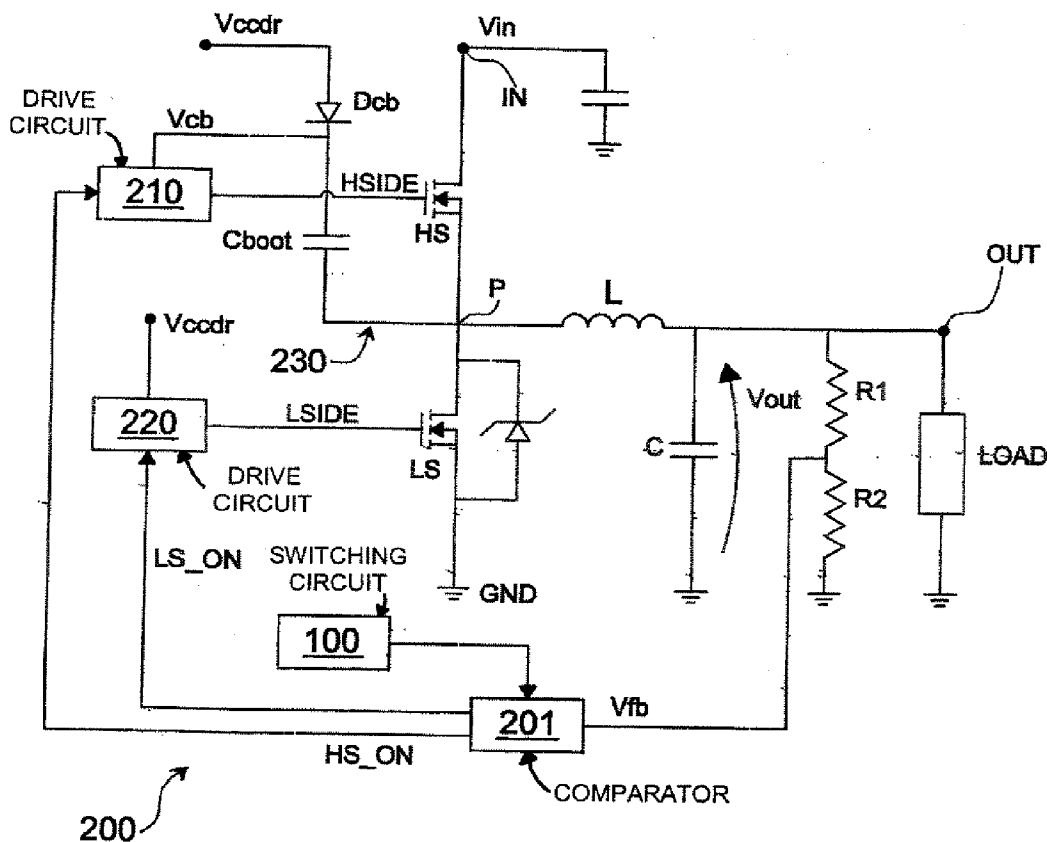 Vccdr
Vin
DRIVE
CIRCUIT
Vcb
Dcb
IN
210
HSIDE
HS
Cboot
P
L
OUT
Vccdr
230
220
LSIDE
LS
DRIVE
CIRCUIT
C
Vout
R1
R2
LOAD
LS_ON
SWITCHING
CIRCUIT
GND
100
201
Vfb
HS_ON
COMPARATOR
200